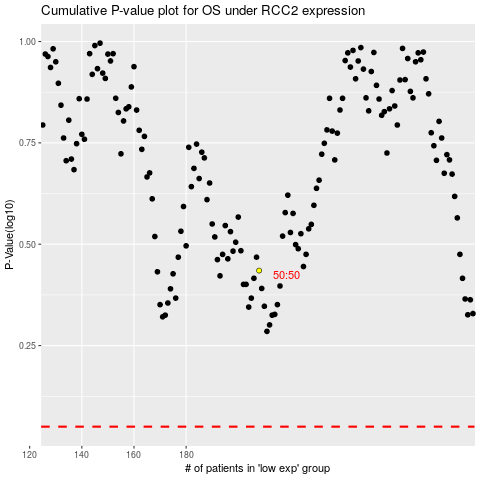 Cumulative P-value plot for OS under RCC2 expression
P-Value(log10)
1.00
0.75
0.50
0.25
50:50
120 140 160 180
# of patients in 'low exp' group